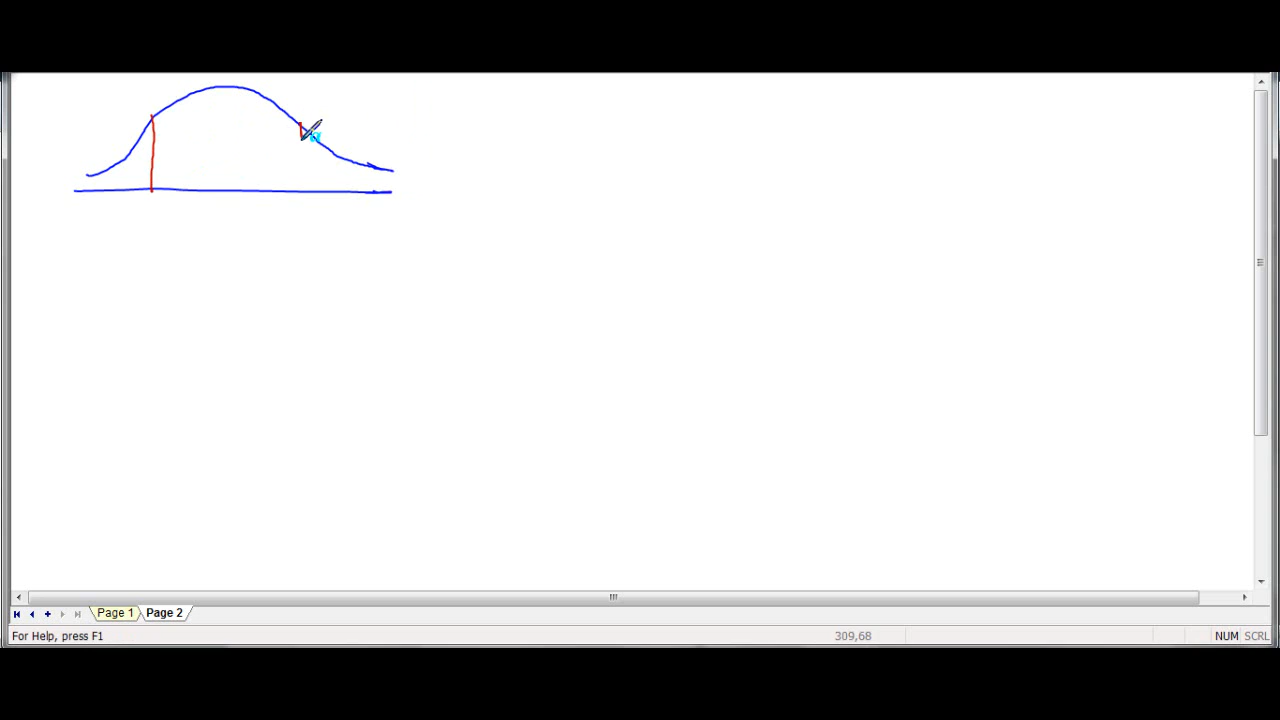 Page 1
Page 2
For Help, press F1
309,68
NUM
SCRL